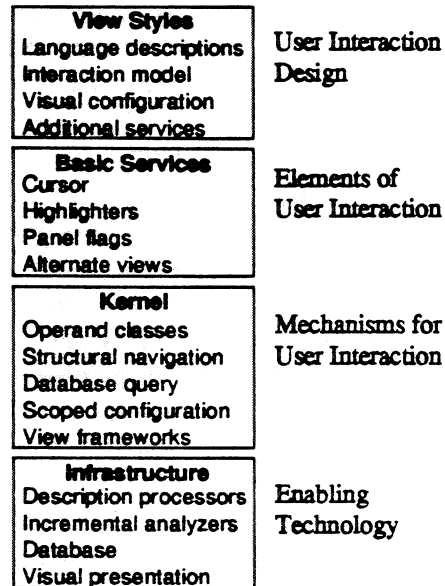 View Styles
Language descriptions
Interaction model
Visual configuration
Additional services
User Interaction
Design
Basic Services
Cursor
Highlighters
Panel flags
Alternate views
Elements of
User Interaction
Kernel
Operand classes
Structural navigation
Database query
Scoped configuration
View frameworks
Mechanisms for
User Interaction
Infrastructure
Description processors
Incremental analyzers
Database
Visual presentation
Enabling
Technology